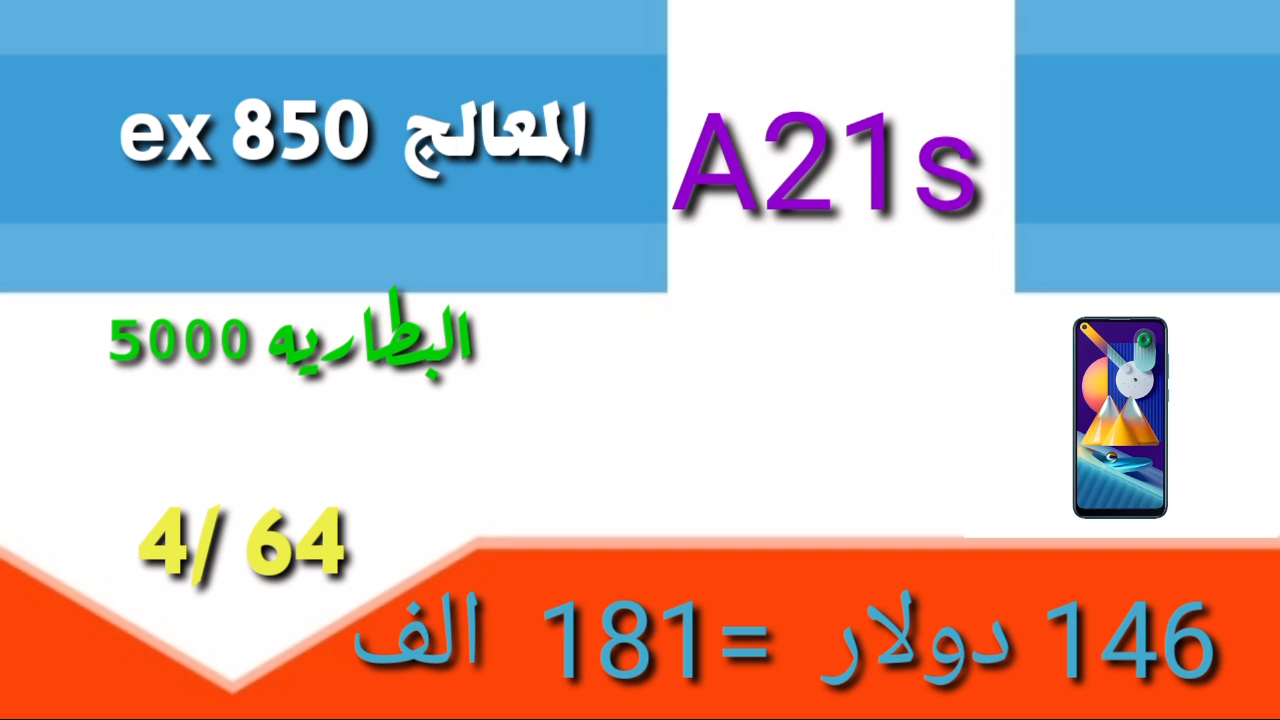 A21s
المعالج ex 850
البطاريه 5000
4/ 64
146 دولار =181 الف